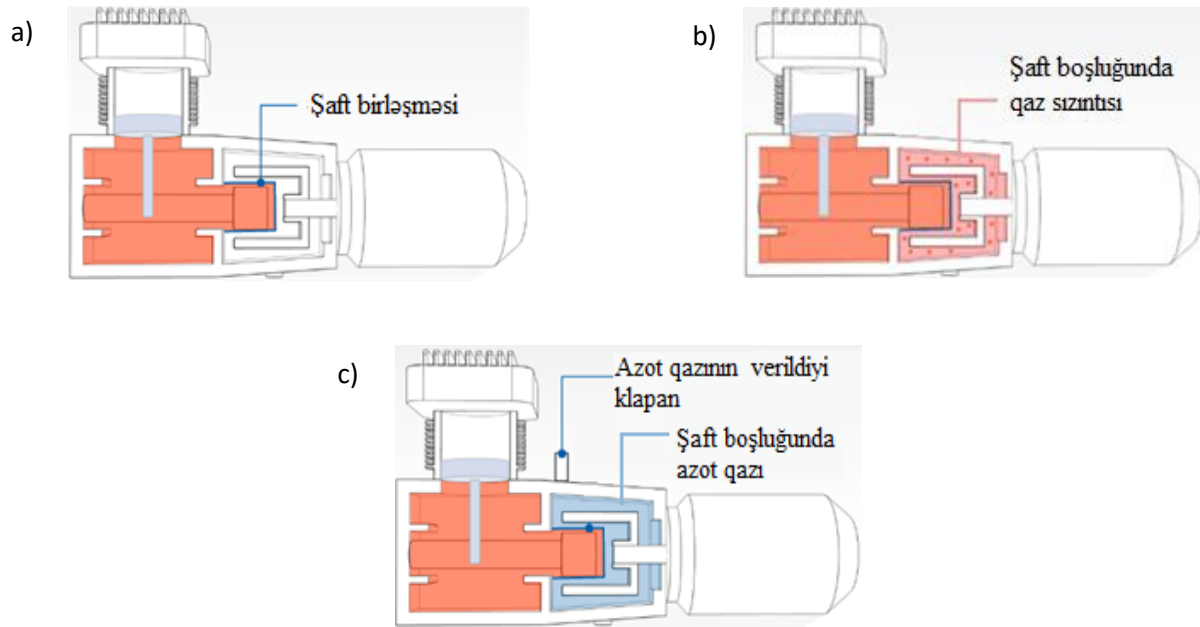 a)
Şaft birləşməsi
b)
Şaft boşluğunda
qaz sızıntısı
c)
Azot qazının verildiyi
klapan
Şaft boşluğunda
azot qazı